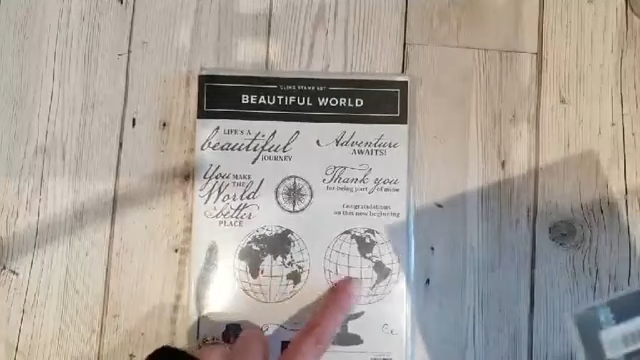 CLING STAMP SET
BEAUTIFUL WORLD
LIFE'S A
beautiful
JOURNEY
Adventure
AWAITS!
You MAKE
THE
World
a better
PLACE
Thank you
for being part of mine
Congratulations
on this new beginning